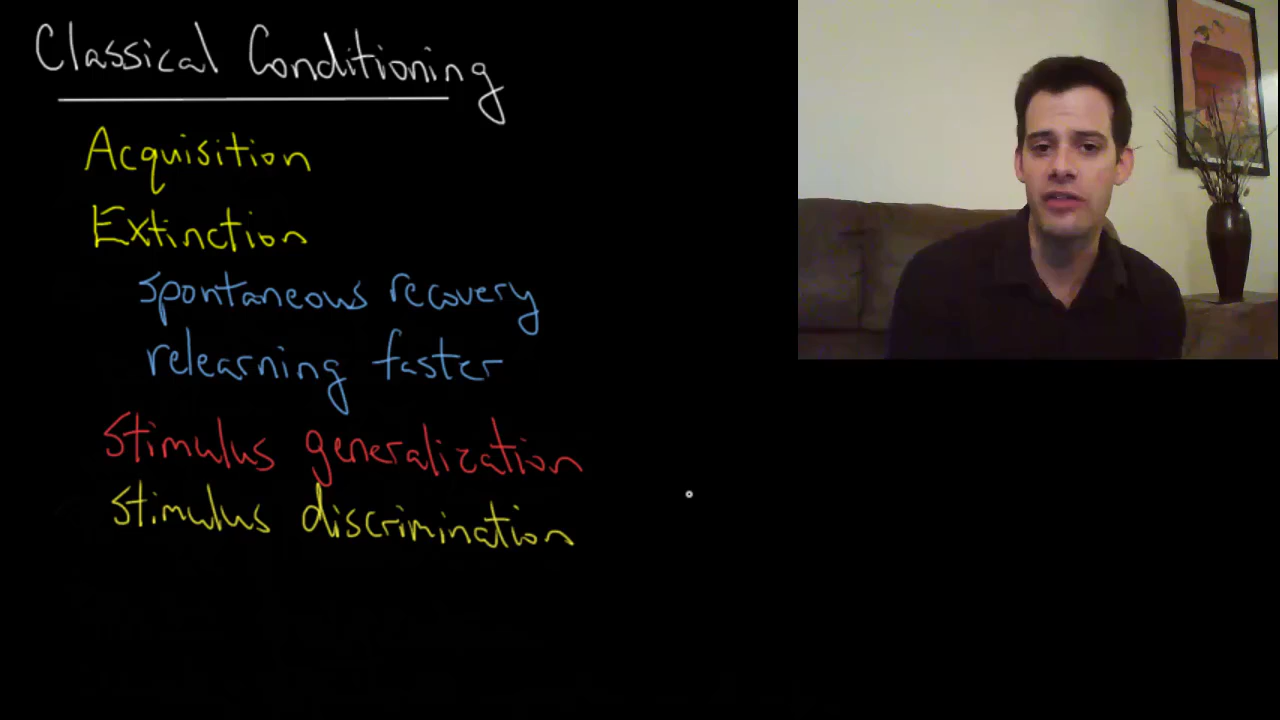 Classical Conditioning
Acquisition
Extinction
spontaneous recovery
relearning faster
Stimulus generalization
Stimulus discrimination